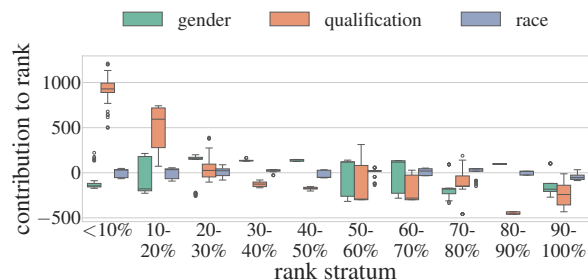 gender qualification race
contribution to rank
1000
500
0
−500
<10% 10- 20- 30- 40- 50- 60- 70- 80- 90-
20% 30% 40% 50% 60% 70% 80% 90% 100%
rank stratum